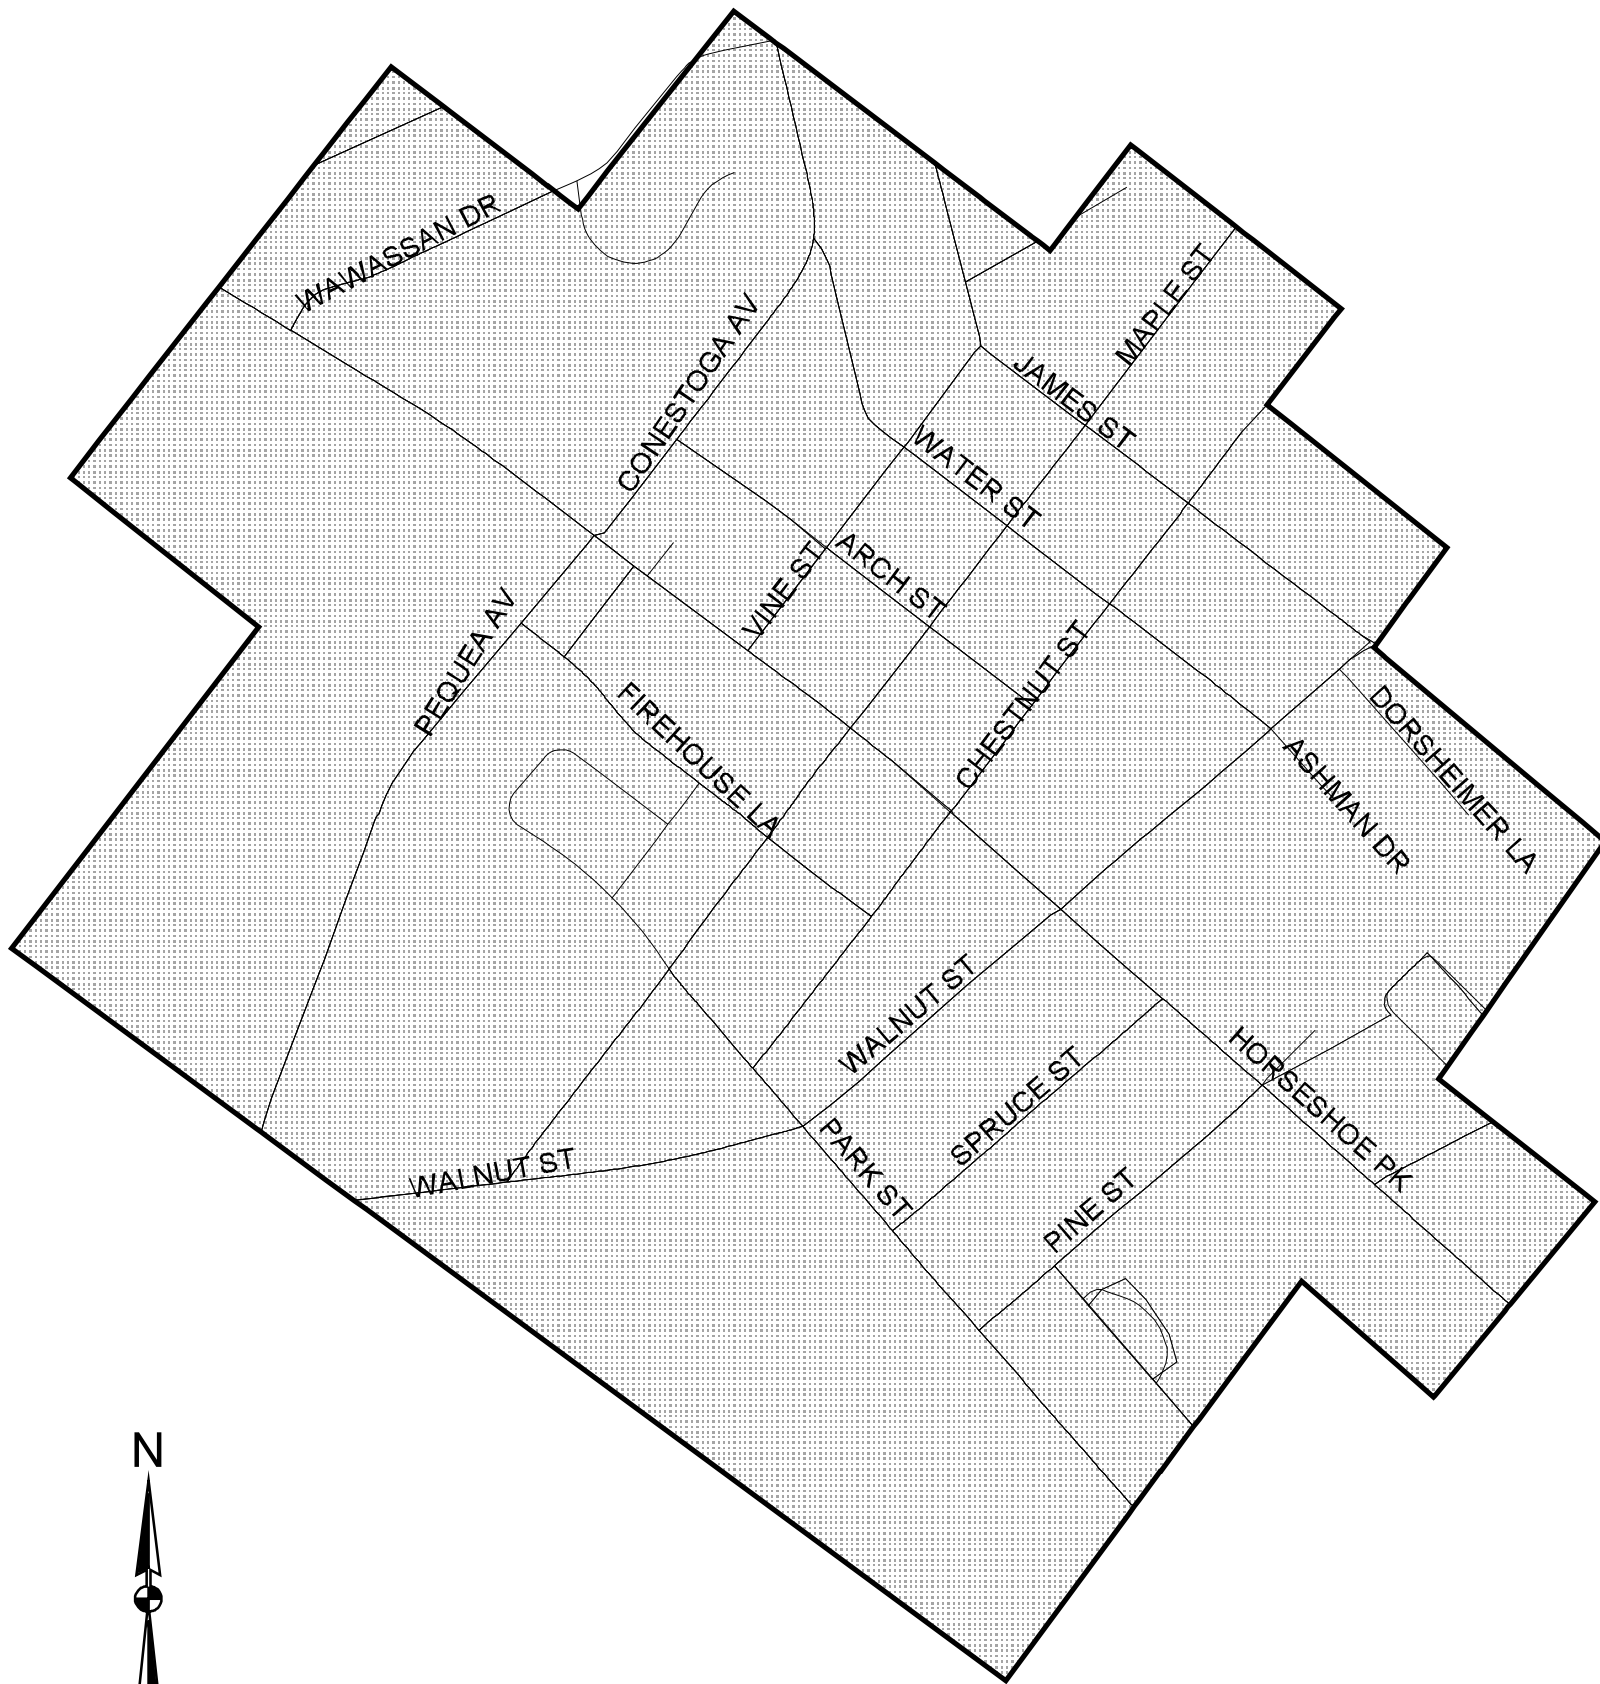 WAWASSAN DR
MAPLE ST
CONESTOGA AV
JAMES ST
WATER ST
VINE ST
ARCH ST
PEQUEA AV
CHESTNUT ST
FIREHOUSE LA
DORSHEIMER LA
ASHMAN DR
WALNUT ST
HORSESHOE PK
SPRUCE ST
WALNUT ST
PARK ST
PINE ST
N